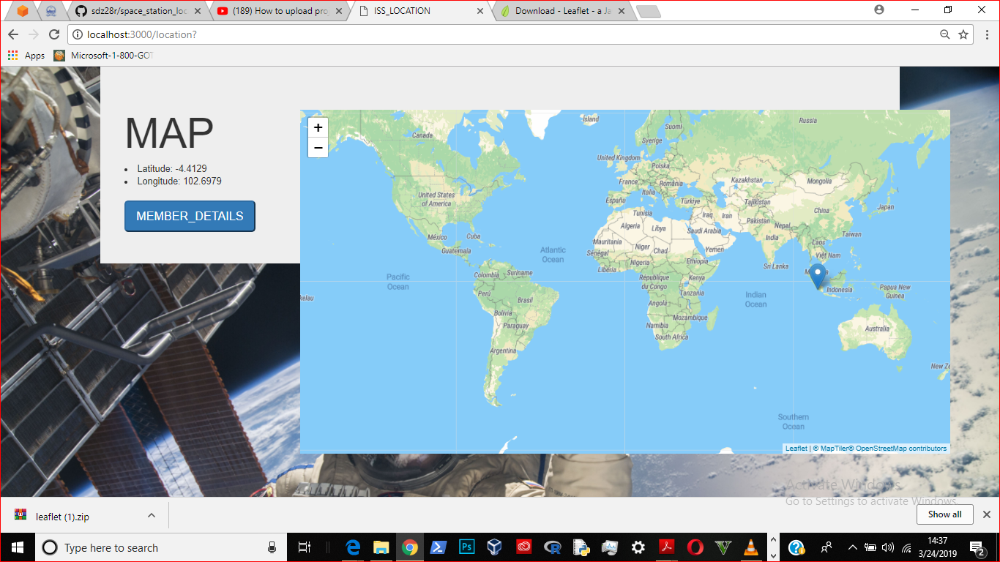 sdz28r/space_station_loc
(189) How to upload pro
ISS_LOCATION
Download - Leaflet - a Ja
localhost:3000/location?
Apps
Microsoft-1-800-GOT
MAP
Latitude: -4.4129
Longitude: 102.6979
MEMBER_DETAILS
+
−
Ísland
Suomi
Russia
Canada
Sverige
United Kingdom
Polska
France
România
Kazakhstan
Mongolia
Italia
United States
of America
España
Türkiye
Tajikistan
China
Japan
Tunisia
Iraq
Iran
Pakistan
Nepal
Algeria
Libya
Saudi Arabia
Taiwan
México
Cuba
Mauritania
India
Laos
Niger
Chad
Yemen
Việt Nam
Guatemala
Atlantic
Ocean
Sénégal
Nigeria
Ethiopia
Sri Lanka
Liberia
Colombia
Suriname
Pacific
Ocean
République
du Congo
Kenya
Indonesia
Papua New
Guinea
Perú
Brasil
Tanzania
Indian
Ocean
kelau
Angola
Bolivia
Namibia
Mozambique
Paraguay
Australia
South Africa
Argentina
New Ze
Southern
Ocean
Leaflet | © MapTiler© OpenStreetMap contributors
Activate Windows
Go to Settings to activate Windows.
leaflet (1).zip
Show all
Type here to search
Ps
R
14:37
3/24/2019
2